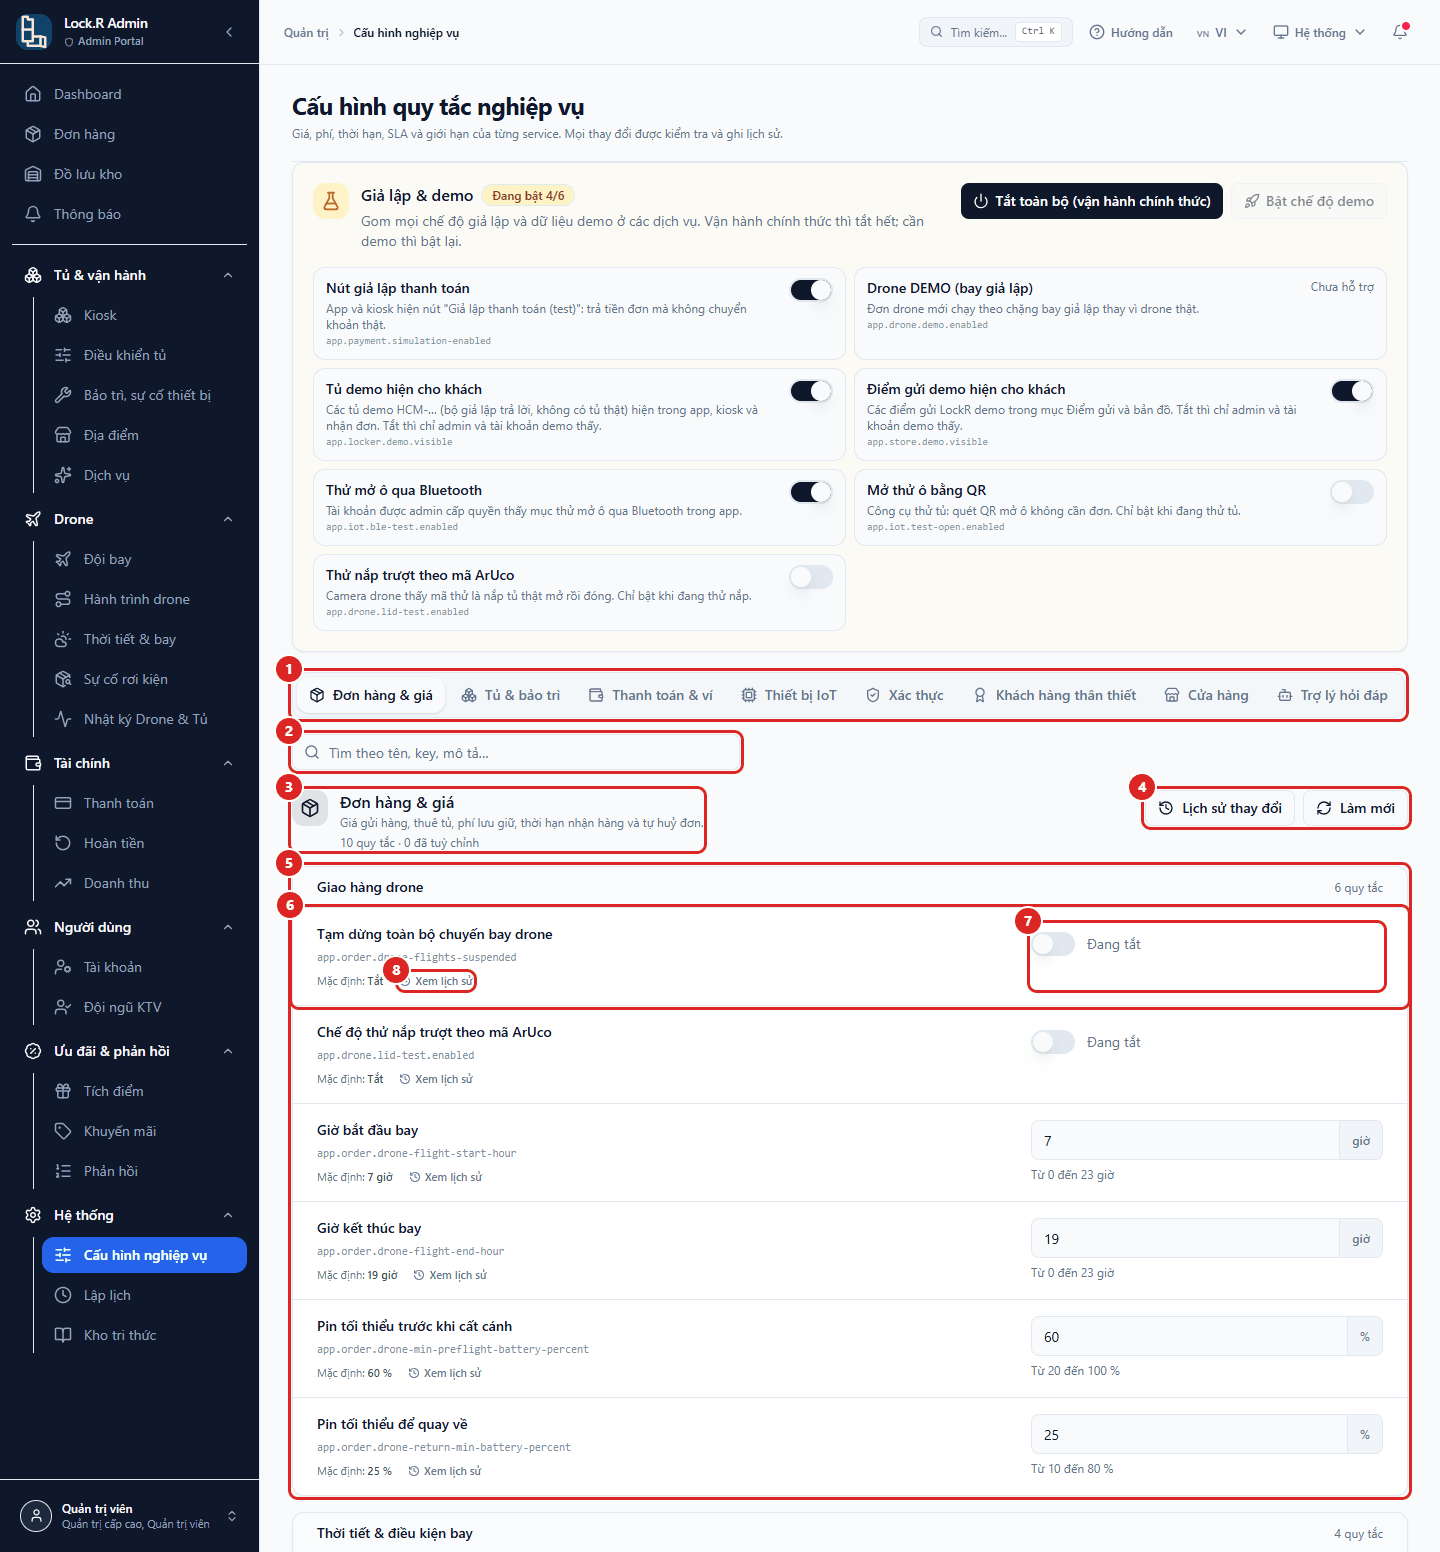 Lock.R Admin
Admin Portal
Dashboard
Đơn hàng
Đồ lưu kho
Thông báo
Tủ & vận hành
Kiosk
Điều khiển tủ
Bảo trì, sự cố thiết bị
Địa điểm
Dịch vụ
Drone
Đội bay
Hành trình drone
Thời tiết & bay
Sự cố rơi kiện
Nhật ký Drone & Tủ
Tài chính
Thanh toán
Hoàn tiền
Doanh thu
Người dùng
Tài khoản
Đội ngũ KTV
Ưu đãi & phản hồi
Tích điểm
Khuyến mãi
Phản hồi
Hệ thống
Cấu hình nghiệp vụ
Lập lịch
Kho tri thức
Quản trị viên
Quản trị cấp cao, Quản trị viên
Quản trị
Cấu hình nghiệp vụ
Tìm kiếm...
Ctrl K
Hướng dẫn
VN VI
Hệ thống
Cấu hình quy tắc nghiệp vụ
Giá, phí, thời hạn, SLA và giới hạn của từng service. Mọi thay đổi được kiểm tra và ghi lịch sử.
Giả lập & demo
Đang bật 4/6
Gom mọi chế độ giả lập và dữ liệu demo ở các dịch vụ. Vận hành chính thức thì tắt hết; cần
demo thì bật lại.
Tắt toàn bộ (vận hành chính thức)
Bật chế độ demo
Nút giả lập thanh toán
App và kiosk hiện nút "Giả lập thanh toán (test)": trả tiền đơn mà không chuyển
khoản thật.
app.payment.simulation-enabled
Drone DEMO (bay giả lập)
Chưa hỗ trợ
Đơn drone mới chạy theo chặng bay giả lập thay vì drone thật.
app.drone.demo.enabled
Tủ demo hiện cho khách
Các tủ demo HCM-... (bộ giả lập trả lời, không có tủ thật) hiện trong app, kiosk và
nhận đơn. Tắt thì chỉ admin và tài khoản demo thấy.
app.locker.demo.visible
Điểm gửi demo hiện cho khách
Các điểm gửi LockR demo trong mục Điểm gửi và bản đồ. Tắt thì chỉ admin và tài
khoản demo thấy.
app.store.demo.visible
Thử mở ô qua Bluetooth
Tài khoản được admin cấp quyền thấy mục thử mở ô qua Bluetooth trong app.
app.iot.ble-test.enabled
Mở thử ô bằng QR
Công cụ thử tủ: quét QR mở ô không cần đơn. Chỉ bật khi đang thử tủ.
app.iot.test-open.enabled
Thử nắp trượt theo mã ArUco
Camera drone thấy mã thử là nắp tủ thật mở rồi đóng. Chỉ bật khi đang thử nắp.
app.drone.lid-test.enabled
1
Đơn hàng & giá
Tủ & bảo trì
Thanh toán & ví
Thiết bị IoT
Xác thực
Khách hàng thân thiết
Cửa hàng
Trợ lý hỏi đáp
2
Tìm theo tên, key, mô tả...
3
Đơn hàng & giá
Giá gửi hàng, thuê tủ, phí lưu giữ, thời hạn nhận hàng và tự huỷ đơn.
10 quy tắc · 0 đã tuỳ chỉnh
4
Lịch sử thay đổi
Làm mới
5
Giao hàng drone
6 quy tắc
6
Tạm dừng toàn bộ chuyến bay drone
app.order.drone-flights-suspended
Mặc định: Tắt
8
Xem lịch sử
7
Đang tắt
Chế độ thử nắp trượt theo mã ArUco
app.drone.lid-test.enabled
Mặc định: Tắt
Xem lịch sử
Đang tắt
Giờ bắt đầu bay
app.order.drone-flight-start-hour
Mặc định: 7 giờ
Xem lịch sử
7
giờ
Từ 0 đến 23 giờ
Giờ kết thúc bay
app.order.drone-flight-end-hour
Mặc định: 19 giờ
Xem lịch sử
19
giờ
Từ 0 đến 23 giờ
Pin tối thiểu trước khi cất cánh
app.order.drone-min-preflight-battery-percent
Mặc định: 60 %
Xem lịch sử
60
%
Từ 20 đến 100 %
Pin tối thiểu để quay về
app.order.drone-return-min-battery-percent
Mặc định: 25 %
Xem lịch sử
25
%
Từ 10 đến 80 %
Thời tiết & điều kiện bay
4 quy tắc